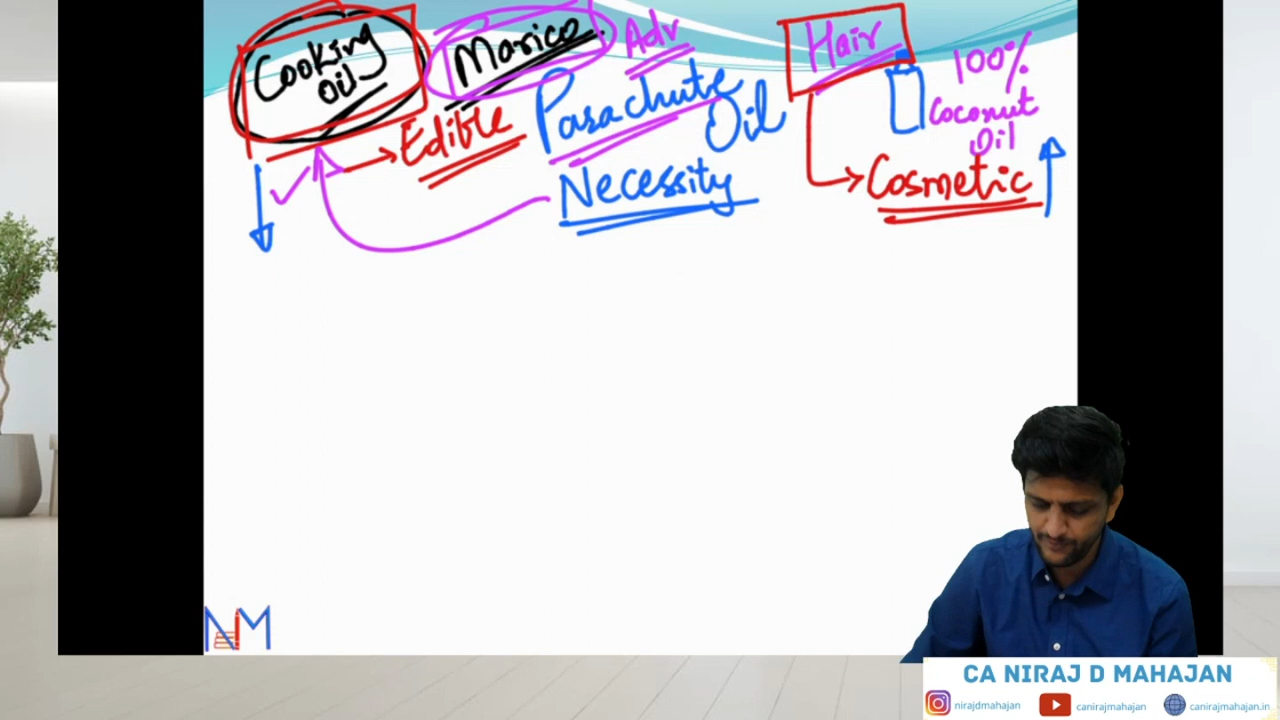 Cooking Oil
Marico
Adv
Parachute Oil
Hair
100%
Coconut
Oil
Edible
Necessity
Cosmetic
NM
CA NIRAJ D MAHAJAN
nirajdmahajan
canirajmahajan
canirajmahajan.in